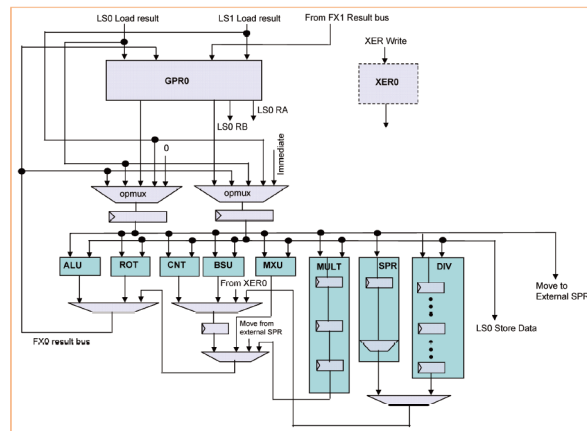 LS0 Load result
LS1 Load result
From FX1 Result bus
XER Write
GPR0
XER0
LS0 RA
LS0 RB
0
Immediate
opmux
opmux
ALU
ROT
CNT
BSU
MXU
MULT
SPR
DIV
From XER0
Move to
External SPR
Move from
external SPR
LS0 Store Data
FX0 result bus